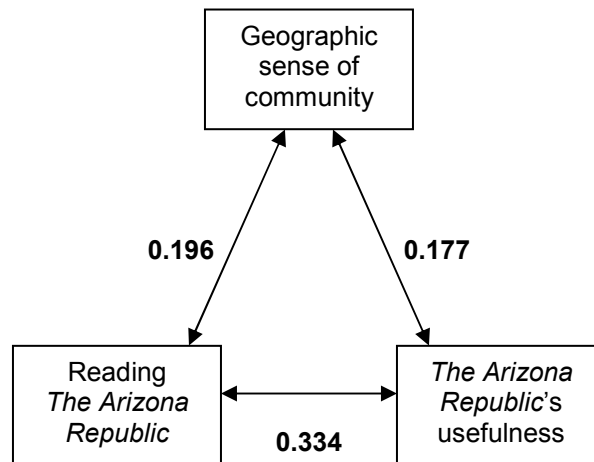 Geographic
sense of
community
0.196
0.177
Reading
The Arizona
Republic
The Arizona
Republic's
usefulness
0.334